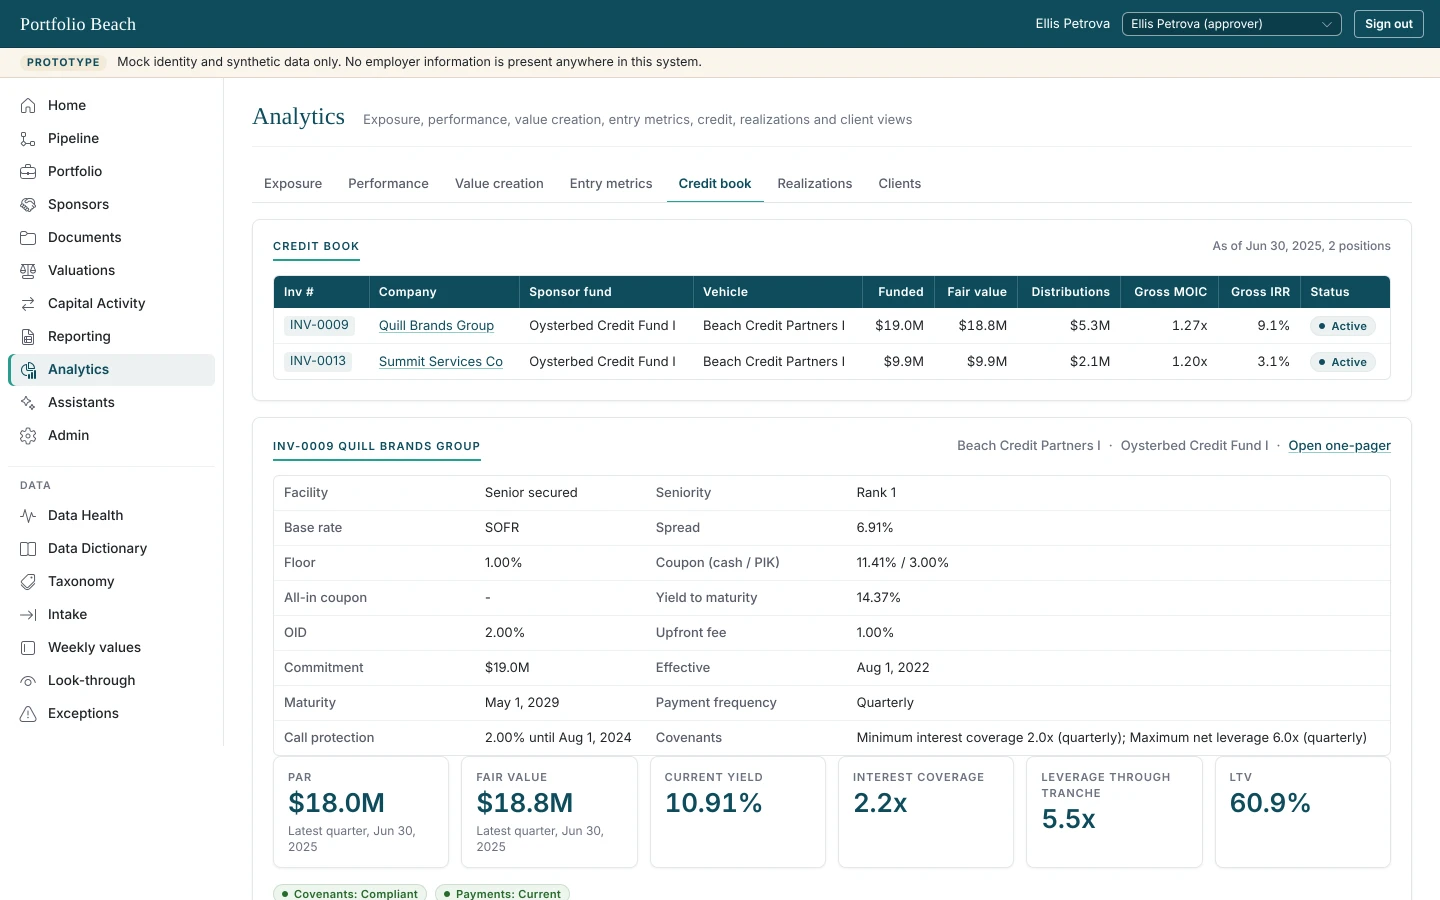 Portfolio Beach
Ellis Petrova
Ellis Petrova (approver)
Sign out
PROTOTYPE Mock identity and synthetic data only. No employer information is present anywhere in this system.
Home
Pipeline
Portfolio
Sponsors
Documents
Valuations
Capital Activity
Reporting
Analytics
Assistants
Admin
DATA
Data Health
Data Dictionary
Taxonomy
Intake
Weekly values
Look-through
Exceptions
Analytics Exposure, performance, value creation, entry metrics, credit, realizations and client views
Exposure Performance Value creation Entry metrics Credit book Realizations Clients
CREDIT BOOK As of Jun 30, 2025, 2 positions
Inv # Company Sponsor fund Vehicle Funded Fair value Distributions Gross MOIC Gross IRR Status
INV-0009 Quill Brands Group Oysterbed Credit Fund I Beach Credit Partners I $19.0M $18.8M $5.3M 1.27x 9.1% Active
INV-0013 Summit Services Co Oysterbed Credit Fund I Beach Credit Partners I $9.9M $9.9M $2.1M 1.20x 3.1% Active
INV-0009 QUILL BRANDS GROUP Beach Credit Partners I · Oysterbed Credit Fund I · Open one-pager
Facility Senior secured Seniority Rank 1
Base rate SOFR Spread 6.91%
Floor 1.00% Coupon (cash / PIK) 11.41% / 3.00%
All-in coupon - Yield to maturity 14.37%
OID 2.00% Upfront fee 1.00%
Commitment $19.0M Effective Aug 1, 2022
Maturity May 1, 2029 Payment frequency Quarterly
Call protection 2.00% until Aug 1, 2024 Covenants Minimum interest coverage 2.0x (quarterly); Maximum net leverage 6.0x (quarterly)
PAR
$18.0M
Latest quarter, Jun 30,
2025
FAIR VALUE
$18.8M
Latest quarter, Jun 30,
2025
CURRENT YIELD
10.91%
INTEREST COVERAGE
2.2x
LEVERAGE THROUGH
TRANCHE
5.5x
LTV
60.9%
Covenants: Compliant Payments: Current